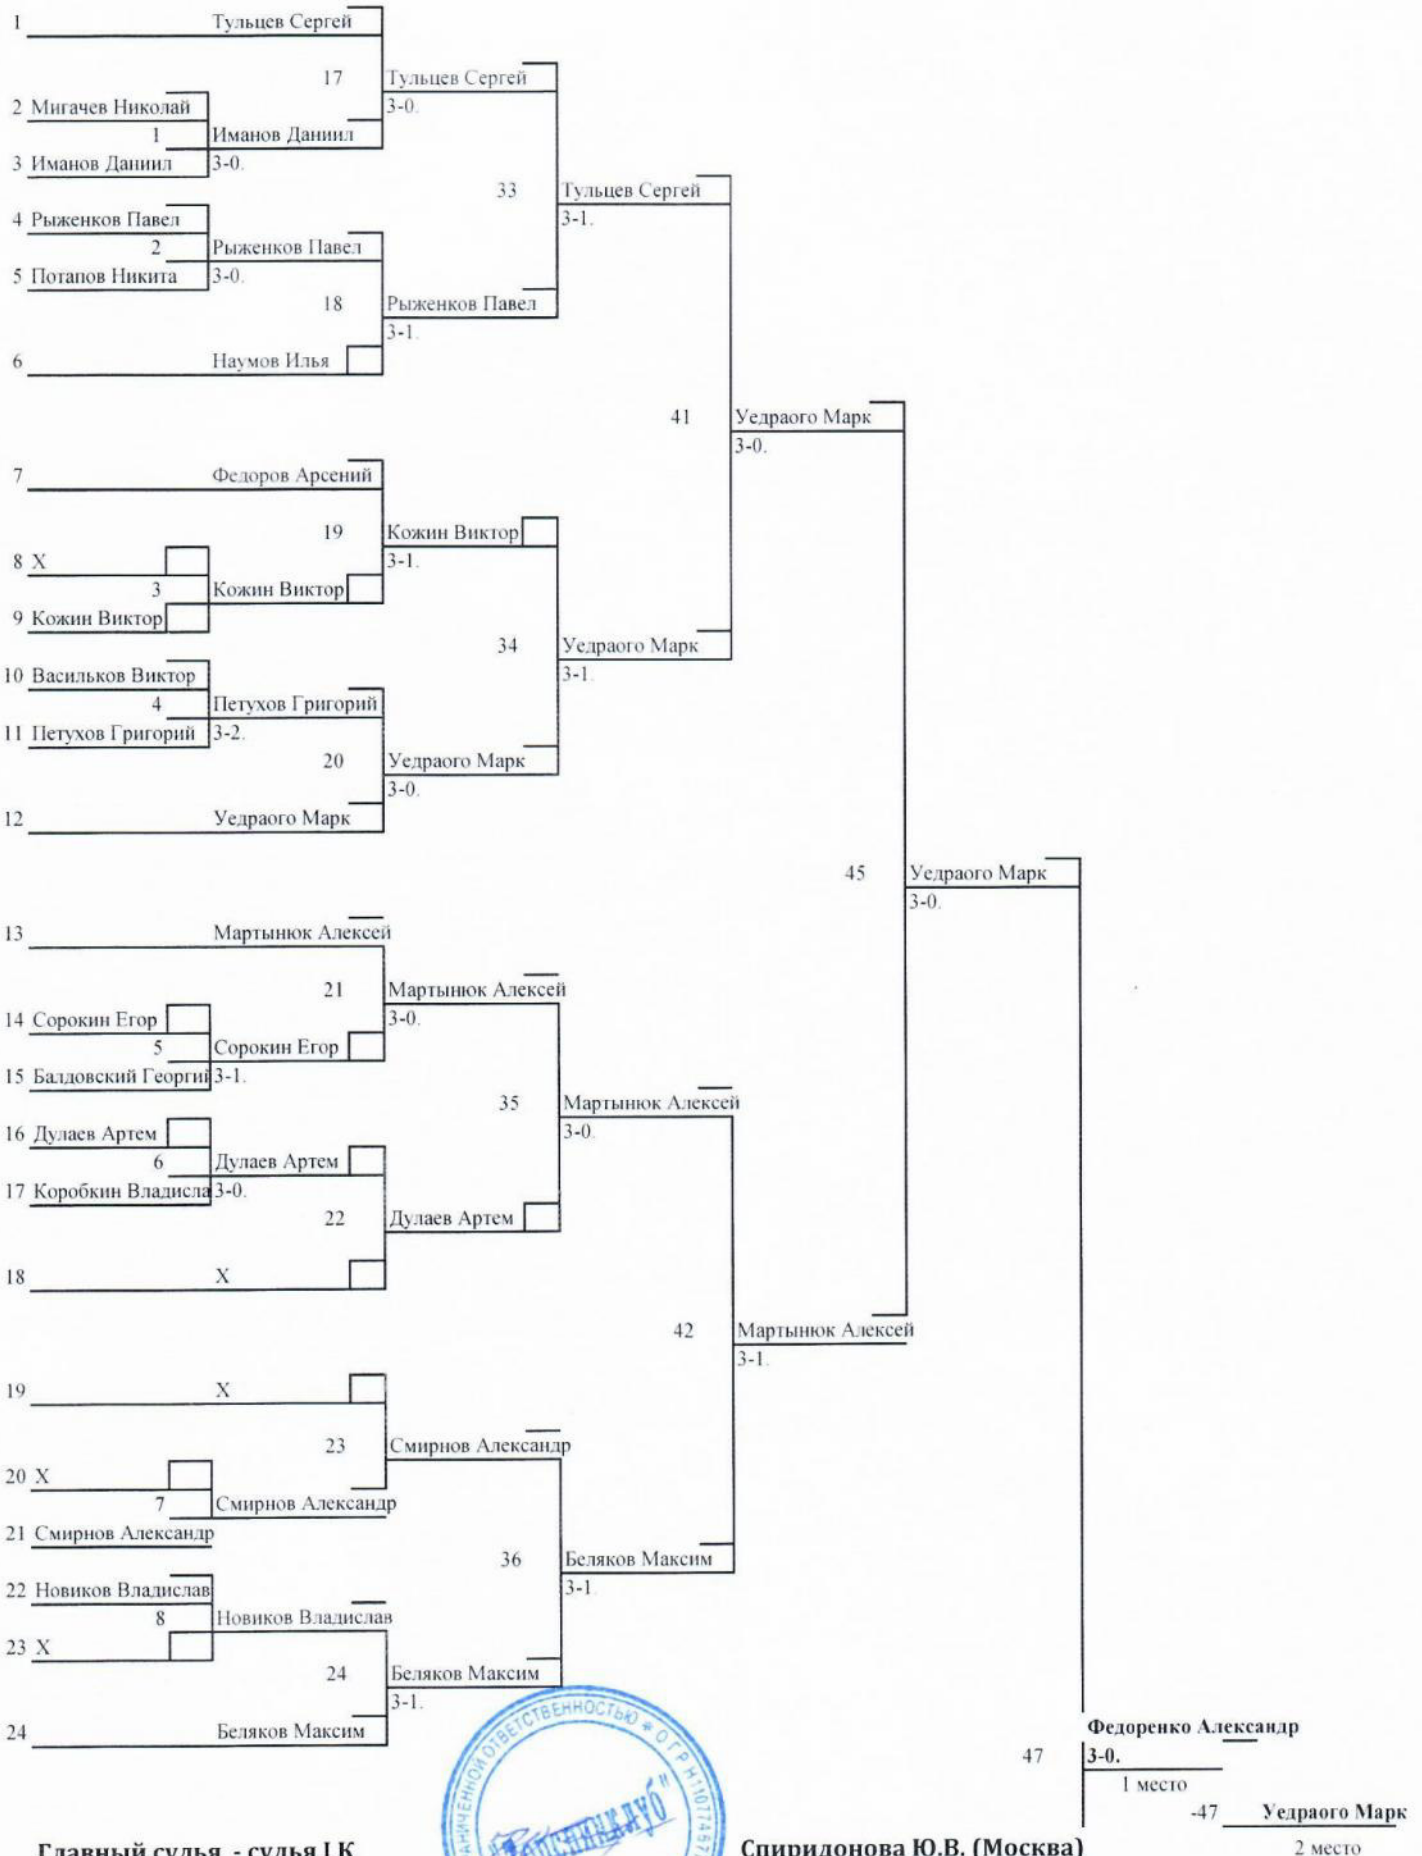 1 Тульцев Сергей
17 Тульцев Сергей
3-0.
2 Мигачев Николай
1 Иманов Даниил
3 Иманов Даниил 3-0.
33 Тульцев Сергей
3-1.
4 Рыженков Павел
2 Рыженков Павел
5 Потапов Никита 3-0.
18 Рыженков Павел
3-1.
6 Наумов Илья
41 Уедраого Марк
3-0.
7 Федоров Арсений
19 Кожин Виктор
3-1.
8 X
3 Кожин Виктор
9 Кожин Виктор
34 Уедраого Марк
3-1.
10 Васильков Виктор
4 Петухов Григорий
11 Петухов Григорий 3-2.
20 Уедраого Марк
3-0.
12 Уедраого Марк
45 Уедраого Марк
3-0.
13 Мартынюк Алексей
21 Мартынюк Алексей
3-0.
14 Сорокин Егор
5 Сорокин Егор
15 Балдовский Георгий 3-1.
35 Мартынюк Алексей
3-0.
16 Дулаев Артем
6 Дулаев Артем
17 Коробкин Владисла 3-0.
22 Дулаев Артем
18 X
42 Мартынюк Алексей
3-1.
19 X
23 Смирнов Александр
20 X
7 Смирнов Александр
21 Смирнов Александр
36 Беляков Максим
3-1.
22 Новиков Владислав
8 Новиков Владислав
23 X
24 Беляков Максим
3-1.
24 Беляков Максим
Федоренко Александр
47 3-0.
1 место
-47 Уедраого Марк
2 место
Главный судья - судья I К
Спиридонова Ю.В. (Москва)